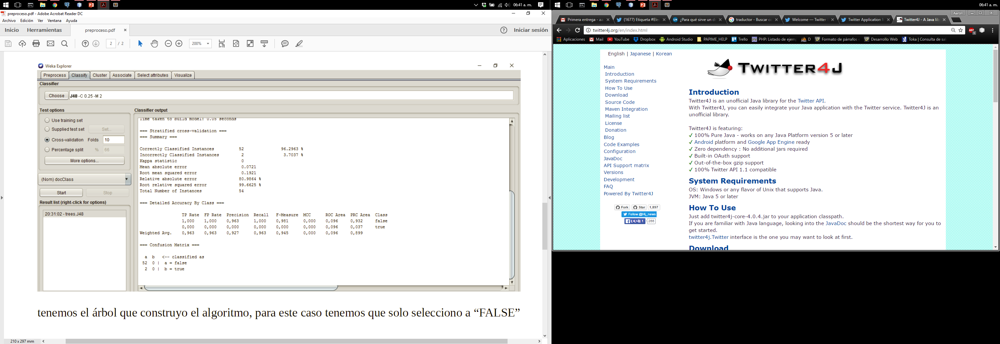 06:41 a. m.
preproceso.pdf - Adobe Acrobat Reader DC
Archivo Edición Ver Ventana Ayuda
Inicio Herramientas preproceso.pdf × Iniciar sesión
2 / 2 200%
Weka Explorer
Preprocess Classify Cluster Associate Select attributes Visualize
Classifier
Choose J48 -C 0.25 -M 2
Test options
Use training set
Supplied test set Set...
Cross-validation Folds 10
Percentage split % 66
More options...
(Nom) docClass
Start Stop
Result list (right-click for options)
20:31:02 - trees.J48
Classifier output
Time taken to build model: 0.05 seconds
=== Stratified cross-validation ===
=== Summary ===
Correctly Classified Instances 52 96.2963 %
Incorrectly Classified Instances 2 3.7037 %
Kappa statistic 0
Mean absolute error 0.0721
Root mean squared error 0.1921
Relative absolute error 80.9864 %
Root relative squared error 99.6625 %
Total Number of Instances 54
=== Detailed Accuracy By Class ===
TP Rate FP Rate Precision Recall F-Measure MCC ROC Area PRC Area Class
1,000 1,000 0,963 1,000 0,981 0,000 0,096 0,932 false
0,000 0,000 0,000 0,000 0,000 0,000 0,096 0,037 true
Weighted Avg. 0,963 0,963 0,927 0,963 0,945 0,000 0,096 0,899
=== Confusion Matrix ===
a b <-- classified as
52 0 | a = false
2 0 | b = true
tenemos el árbol que construyo el algoritmo, para este caso tenemos que solo selecciono a “FALSE”
210 x 297 mm
06:41 a. m.
Aarón
Primera entrega - aa × (1677) Etiqueta #Elec × ¿Para qué sirve un d × traductor - Buscar co × Welcome — Twitter × Twitter Application M × Twitter4J - A Java lib ×
twitter4j.org/en/index.html
Aplicaciones Mail YouTube Dropbox Android Studio PAPIME_HELP Trello PHP: Listado de ejem D Formato de párrafos e Desarrollo Web Toka | Consulta de sal
English | Japanese | Korean
Main
Introduction
System Requirements
How To Use
Download
Source Code
Maven Integration
Mailing list
License
Donation
Blog
Code Examples
Configuration
JavaDoc
API Support matrix
Versions
Development
FAQ
Powered By Twitter4J
Fork Star 1,897
Follow @t4j_news
いいね! 266
TWITTER4J
Introduction
Twitter4J is an unofficial Java library for the Twitter API.
With Twitter4J, you can easily integrate your Java application with the Twitter service. Twitter4J is an
unofficial library.
Twitter4J is featuring:
✓ 100% Pure Java - works on any Java Platform version 5 or later
✓ Android platform and Google App Engine ready
✓ Zero dependency : No additional jars required
✓ Built-in OAuth support
✓ Out-of-the-box gzip support
✓ 100% Twitter API 1.1 compatible
System Requirements
OS: Windows or any flavor of Unix that supports Java.
JVM: Java 5 or later
How To Use
Just add twitter4j-core-4.0.4.jar to your application classpath.
If you are familiar with Java language, looking into the JavaDoc should be the shortest way for you to
get started.
twitter4j.Twitter interface is the one you may want to look at first.
Download